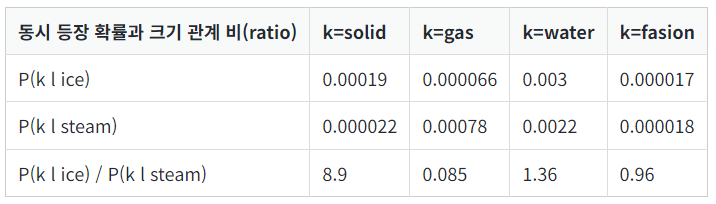 동시 등장 확률과 크기 관계 비(ratio) k=solid k=gas k=water k=fasion
P(k l ice) 0.00019 0.000066 0.003 0.000017
P(k l steam) 0.000022 0.00078 0.0022 0.000018
P(k l ice) / P(k l steam) 8.9 0.085 1.36 0.96